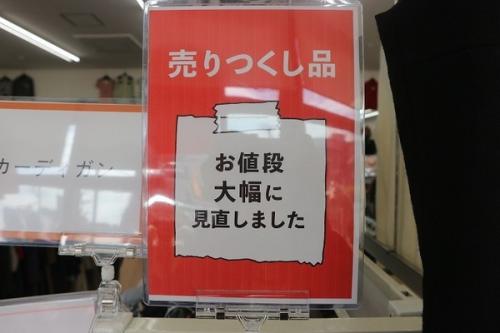 売りつくし品
お値段
大幅に
見直しました
カーディガン